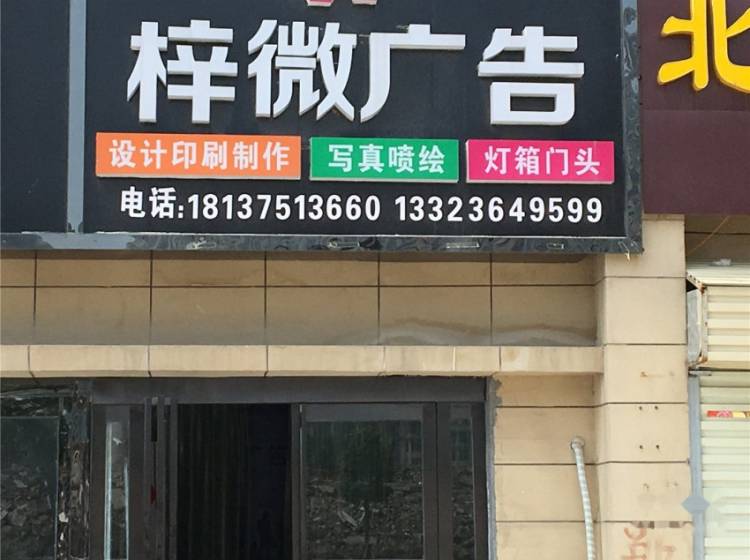 梓微广告
北
设计印刷制作 写真喷绘 灯箱门头
电话:18137513660 13323649599